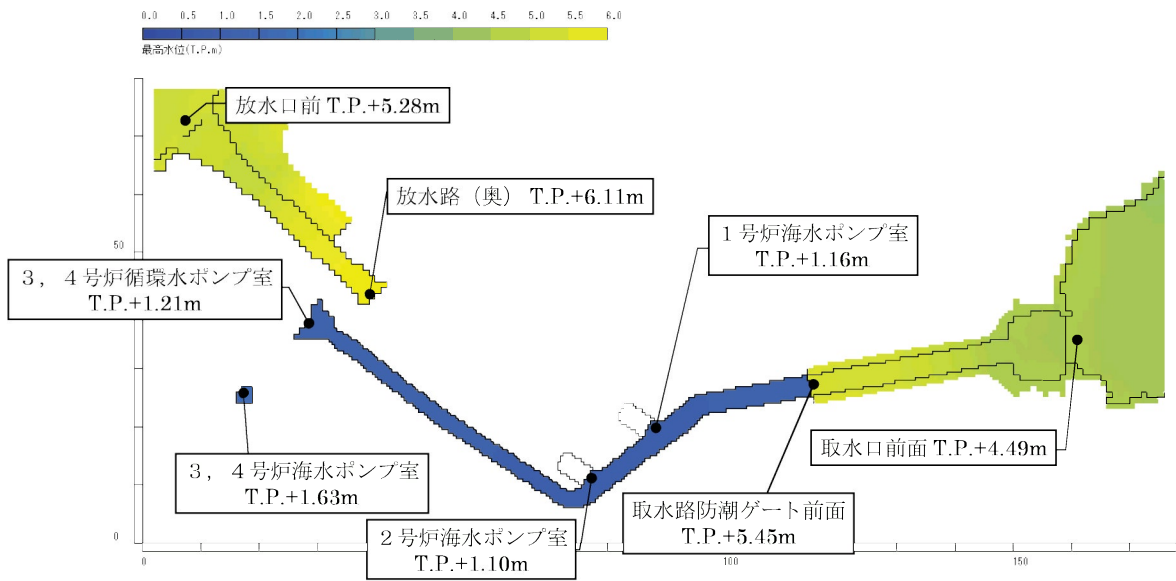 0.0 0.5 1.0 1.5 2.0 2.5 3.0 3.5 4.0 4.5 5.0 5.5 6.0
最高水位(T.P.m)
放水口前 T.P.+5.28m
放水路（奥） T.P.+6.11m
1号炉海水ポンプ室
T.P.+1.16m
50
3，4号炉循環水ポンプ室
T.P.+1.21m
取水口前面 T.P.+4.49m
3，4号炉海水ポンプ室
T.P.+1.63m
取水路防潮ゲート前面
T.P.+5.45m
2号炉海水ポンプ室
T.P.+1.10m
0
0 100 150